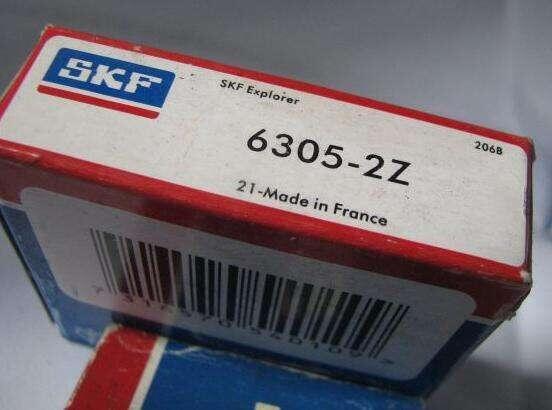 SKF
SKF Explorer
206B
6305-2Z
21-Made in France